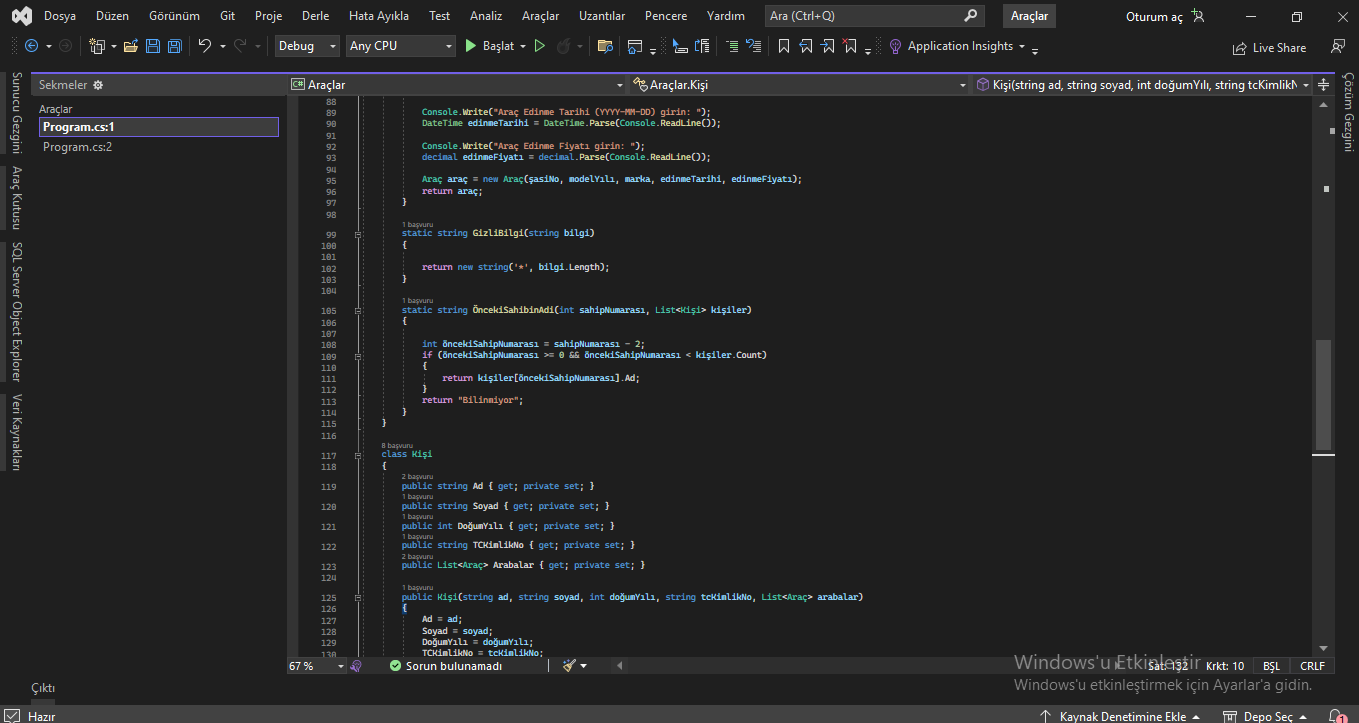 Dosya Düzen Görünüm Git Proje Derle Hata Ayıkla Test Analiz Araçlar Uzantılar Pencere Yardım Ara (Ctrl+Q) Araçlar Oturum aç
Debug Any CPU Başlat Application Insights Live Share
Sunucu Gezgini
Araç Kutusu
SQL Server Object Explorer
Veri Kaynakları
Sekmeler
Araçlar
Program.cs:1
Program.cs:2
C# Araçlar Araçlar.Kişi Kişi(string ad, string soyad, int doğumYılı, string tcKimlikN
Çözüm Gezgini
88
89 Console.Write("Araç Edinme Tarihi (YYYY-MM-DD) girin: ");
90 DateTime edinmeTarihi = DateTime.Parse(Console.ReadLine());
91
92 Console.Write("Araç Edinme Fiyatı girin: ");
93 decimal edinmeFiyatı = decimal.Parse(Console.ReadLine());
94
95 Araç araç = new Araç(şasiNo, modelYılı, marka, edinmeTarihi, edinmeFiyatı);
96 return araç;
97 }
98
1 başvuru
99 static string GizliBilgi(string bilgi)
100 {
101
102 return new string('*', bilgi.Length);
103 }
104
1 başvuru
105 static string ÖncekiSahibinAdi(int sahipNumarası, List<Kişi> kişiler)
106 {
107
108 int öncekiSahipNumarası = sahipNumarası - 2;
109 if (öncekiSahipNumarası >= 0 && öncekiSahipNumarası < kişiler.Count)
110 {
111 return kişiler[öncekiSahipNumarası].Ad;
112 }
113 return "Bilinmiyor";
114 }
115 }
116
8 başvuru
117 class Kişi
118 {
2 başvuru
119 public string Ad { get; private set; }
1 başvuru
120 public string Soyad { get; private set; }
1 başvuru
121 public int DoğumYılı { get; private set; }
1 başvuru
122 public string TCKimlikNo { get; private set; }
2 başvuru
123 public List<Araç> Arabalar { get; private set; }
124
1 başvuru
125 public Kişi(string ad, string soyad, int doğumYılı, string tcKimlikNo, List<Araç> arabalar)
126 {
127 Ad = ad;
128 Soyad = soyad;
129 DoğumYılı = doğumYılı;
130 TCKimlikNo = tcKimlikNo;
67 % Sorun bulunamadı Sat: 132 Krkt: 10 BŞL CRLF
Windows'u Etkinleştir
Windows'u etkinleştirmek için Ayarlar'a gidin.
Çıktı
Hazır Kaynak Denetimine Ekle Depo Seç 1